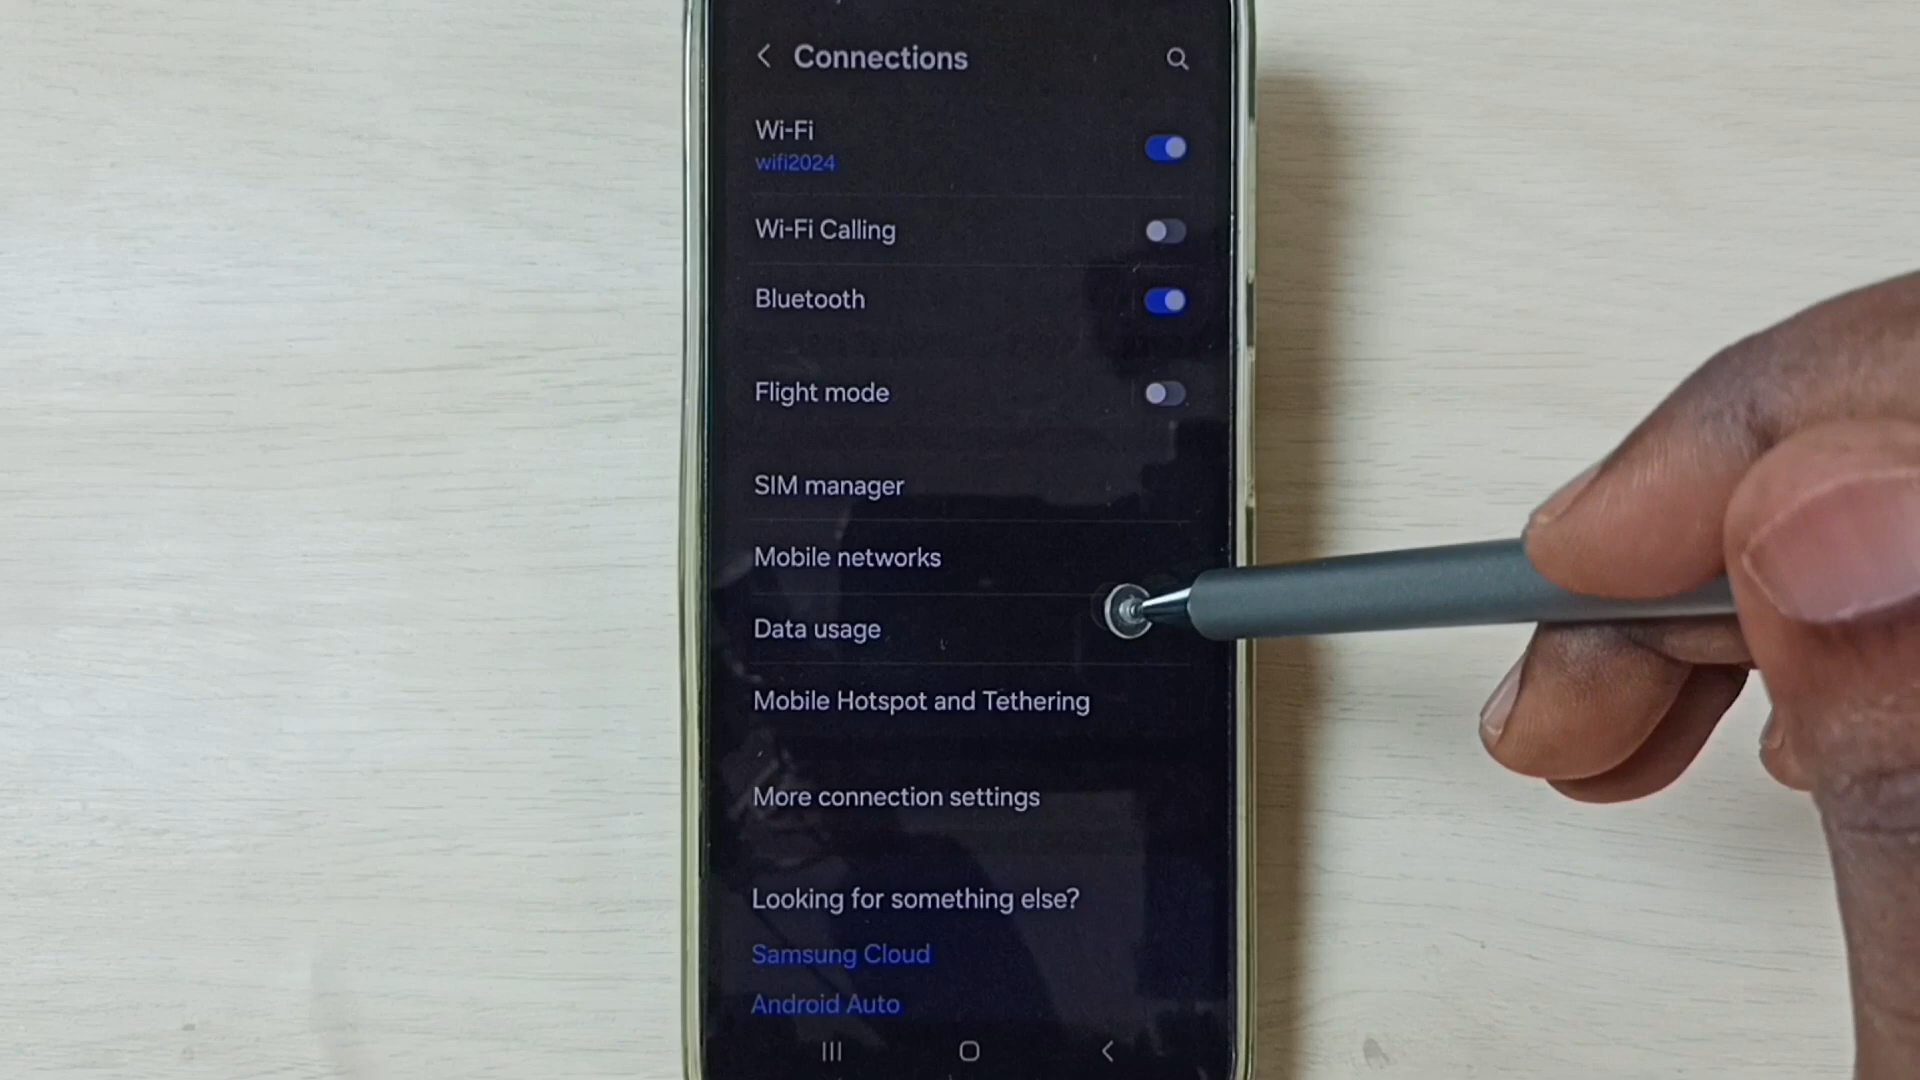 Connections
Wi-Fi
wifi2024
Wi-Fi Calling
Bluetooth
Flight mode
SIM manager
Mobile networks
Data usage
Mobile Hotspot and Tethering
More connection settings
Looking for something else?
Samsung Cloud
Android Auto